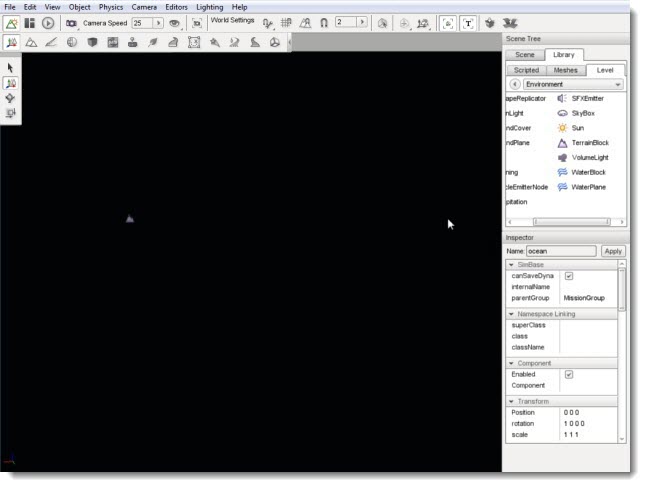 File Edit View Object Physics Camera Editors Lighting Help
Camera Speed 25 World Settings 2
Scene Tree
Scene Library
Scripted Meshes Level
Environment
apeReplicator SFXEmitter
nLight SkyBox
ndCover Sun
ndPlane TerrainBlock
VolumeLight
ning WaterBlock
cleEmitterNode WaterPlane
pitation
Inspector
Name ocean Apply
SimBase
canSaveDyna
internalName
parentGroup MissionGroup
Namespace Linking
superClass
class
className
Component
Enabled
Component
Transform
Position 0 0 0
rotation 1 0 0 0
scale 1 1 1